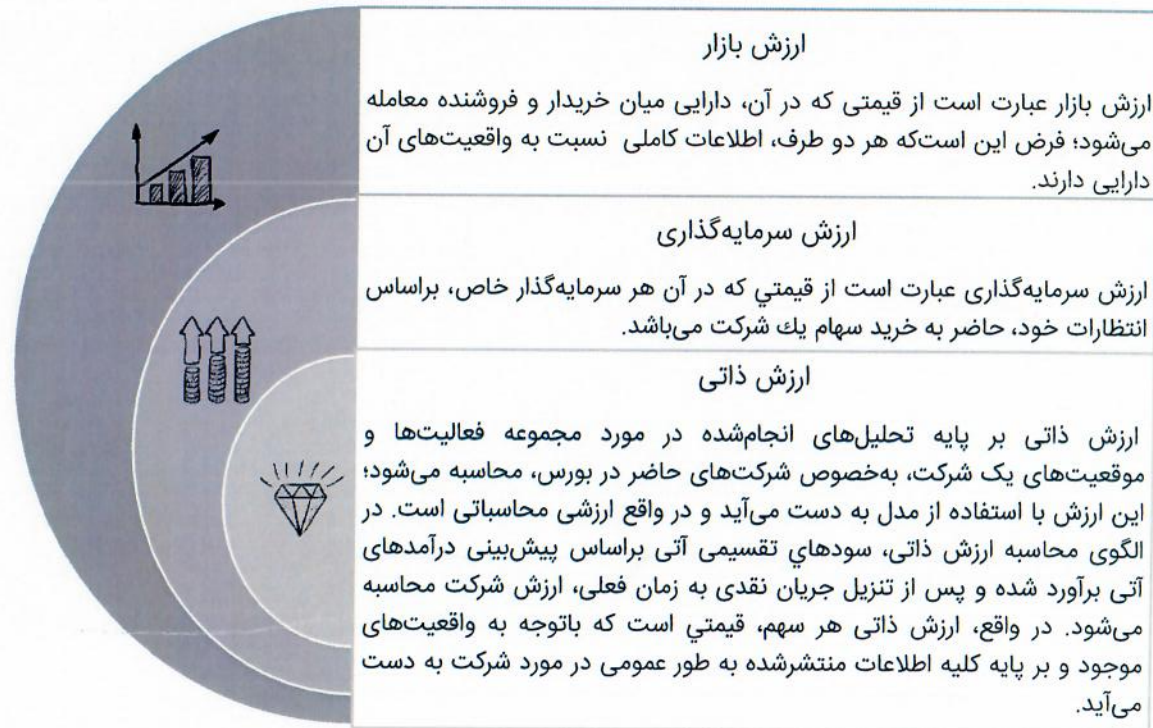 ارزش بازار
ارزش بازار عبارت است از قیمتی که در آن، دارایی میان خریدار و فروشنده معامله
می‌شود؛ فرض این است‌که هر دو طرف، اطلاعات کاملی نسبت به واقعیت‌های آن
دارایی دارند.
ارزش سرمایه‌گذاری
ارزش سرمایه‌گذاری عبارت است از قیمتي که در آن هر سرمایه‌گذار خاص، براساس
انتظارات خود، حاضر به خرید سهام يك شرکت می‌باشد.
ارزش ذاتی
ارزش ذاتی بر پایه تحلیل‌های انجام‌شده در مورد مجموعه فعالیت‌ها و
موقعیت‌های یک شرکت، به‌خصوص شرکت‌های حاضر در بورس، محاسبه می‌شود؛
این ارزش با استفاده از مدل به دست می‌آید و در واقع ارزشی محاسباتی است. در
الگوی محاسبه ارزش ذاتی، سودهاي تقسیمی آتی براساس پیش‌بینی درآمدهای
آتی برآورد شده و پس از تنزیل جریان نقدی به زمان فعلی، ارزش شرکت محاسبه
می‌شود. در واقع، ارزش ذاتی هر سهم، قیمتي است که باتوجه به واقعیت‌های
موجود و بر پایه کلیه اطلاعات منتشرشده به طور عمومی در مورد شرکت به دست
می‌آید.